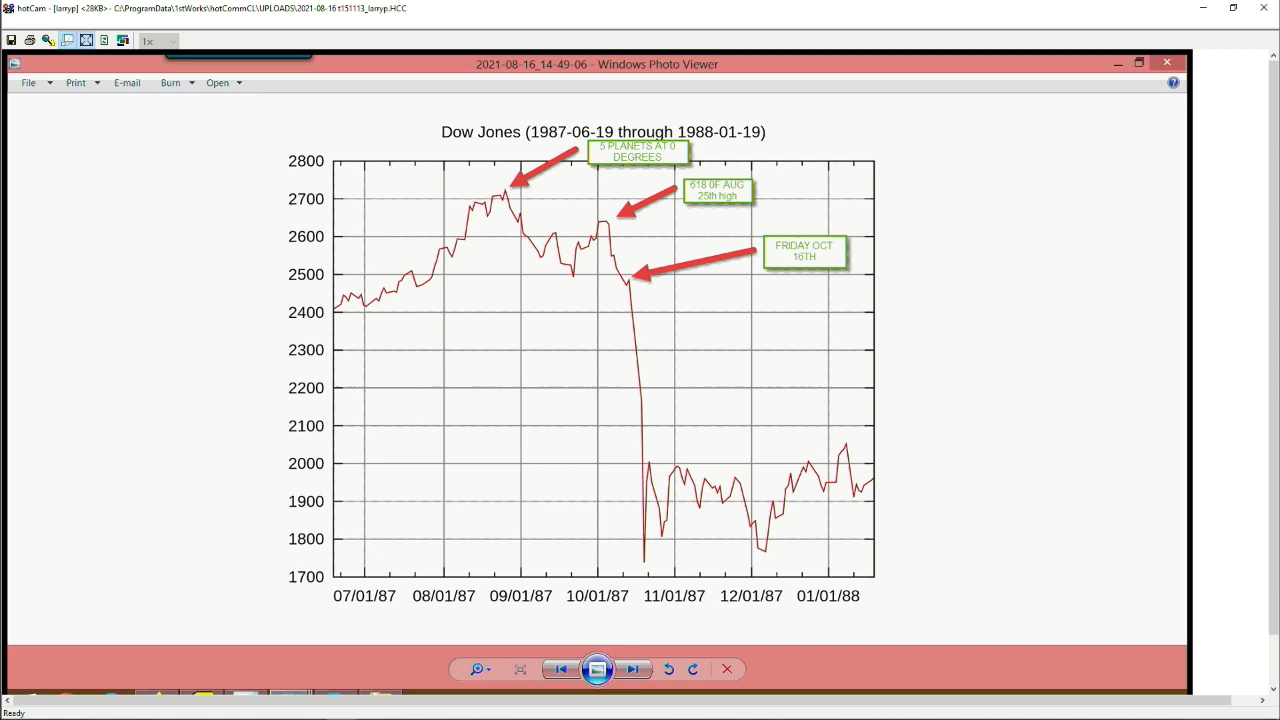 hotCam - [larryp] <28KB> - C:\ProgramData\1stWorks\hotCommCL\UPLOADS\2021-08-16 t151113_larryp.HCC
1x
2021-08-16_14-49-06 - Windows Photo Viewer
File Print E-mail Burn Open
Dow Jones (1987-06-19 through 1988-01-19)
5 PLANETS AT 0
DEGREES
618 0F AUG
25th high
FRIDAY OCT
16TH
2800
2700
2600
2500
2400
2300
2200
2100
2000
1900
1800
1700
07/01/87 08/01/87 09/01/87 10/01/87 11/01/87 12/01/87 01/01/88
Ready